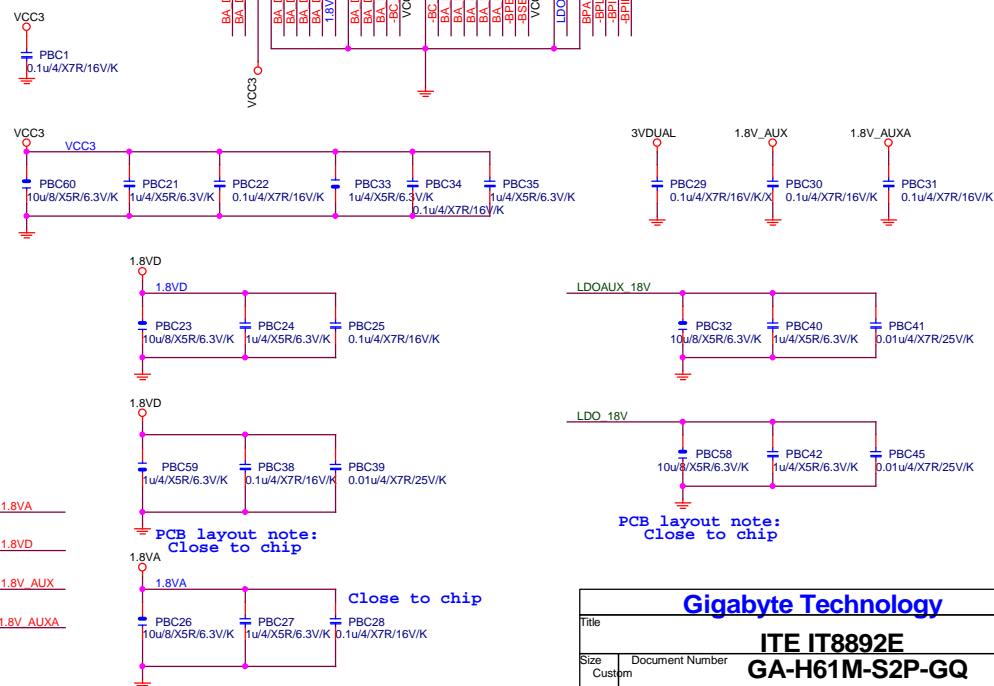 VCC3
PBC1
0.1u/4/X7R/16V/K
VCC3
VCC3
VCC3
PBC60
10u/8/X5R/6.3V/K
PBC21
1u/4/X5R/6.3V/K
PBC22
0.1u/4/X7R/16V/K
PBC33
1u/4/X5R/6.3V/K
PBC34
0.1u/4/X7R/16V/K
PBC35
1u/4/X5R/6.3V/K
3VDUAL
1.8V_AUX
1.8V_AUXA
PBC29
0.1u/4/X7R/16V/K/X
PBC30
0.1u/4/X7R/16V/K
PBC31
0.1u/4/X7R/16V/K
1.8VD
1.8VD
PBC23
10u/8/X5R/6.3V/K
PBC24
1u/4/X5R/6.3V/K
PBC25
0.1u/4/X7R/16V/K
LDOAUX_18V
PBC32
10u/8/X5R/6.3V/K
PBC40
1u/4/X5R/6.3V/K
PBC41
0.01u/4/X7R/25V/K
1.8VD
PBC59
1u/4/X5R/6.3V/K
PBC38
0.1u/4/X7R/16V/K
PBC39
0.01u/4/X7R/25V/K
LDO_18V
PBC58
10u/8/X5R/6.3V/K
PBC42
1u/4/X5R/6.3V/K
PBC45
0.01u/4/X7R/25V/K
PCB layout note:
Close to chip
PCB layout note:
Close to chip
1.8VA
1.8VD
1.8V_AUX
1.8V_AUXA
1.8VA
1.8VA
PBC26
10u/8/X5R/6.3V/K
PBC27
1u/4/X5R/6.3V/K
PBC28
0.1u/4/X7R/16V/K
Close to chip
Gigabyte Technology
Title
ITE IT8892E
Size
Custom
Document Number
GA-H61M-S2P-GQ